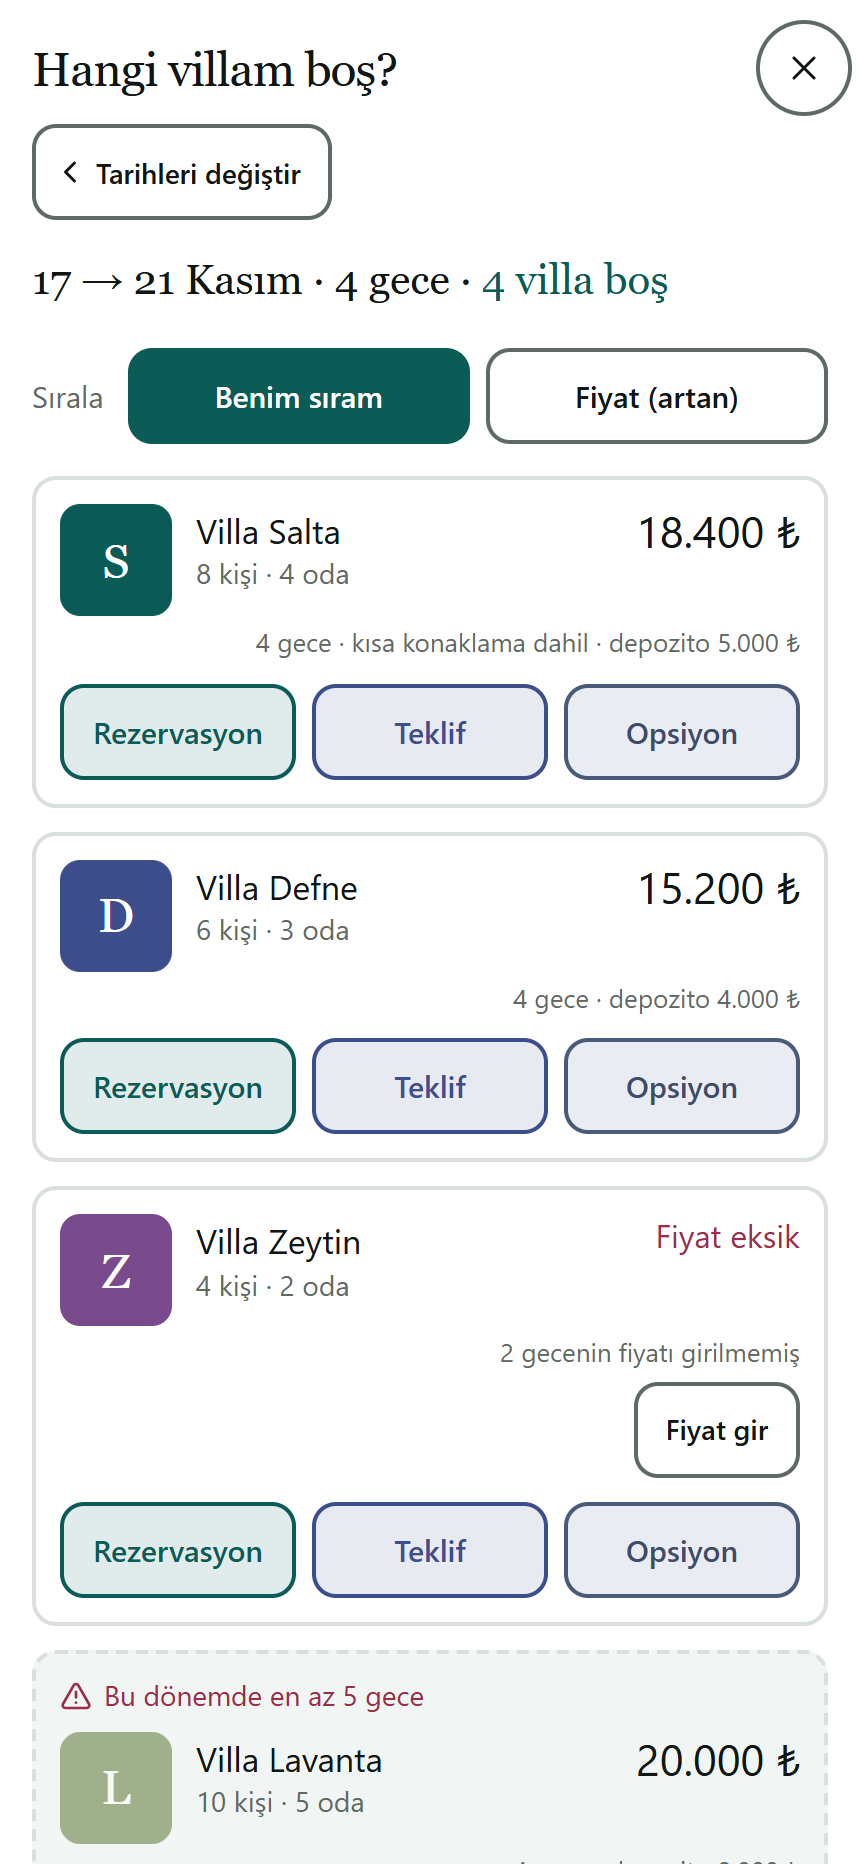 Hangi villam boş?
Tarihleri değiştir
17 → 21 Kasım · 4 gece · 4 villa boş
Sırala
Benim sıram
Fiyat (artan)
S
Villa Salta
18.400 ₺
8 kişi · 4 oda
4 gece · kısa konaklama dahil · depozito 5.000 ₺
Rezervasyon
Teklif
Opsiyon
D
Villa Defne
15.200 ₺
6 kişi · 3 oda
4 gece · depozito 4.000 ₺
Rezervasyon
Teklif
Opsiyon
Z
Villa Zeytin
Fiyat eksik
4 kişi · 2 oda
2 gecenin fiyatı girilmemiş
Fiyat gir
Rezervasyon
Teklif
Opsiyon
Bu dönemde en az 5 gece
L
Villa Lavanta
20.000 ₺
10 kişi · 5 oda